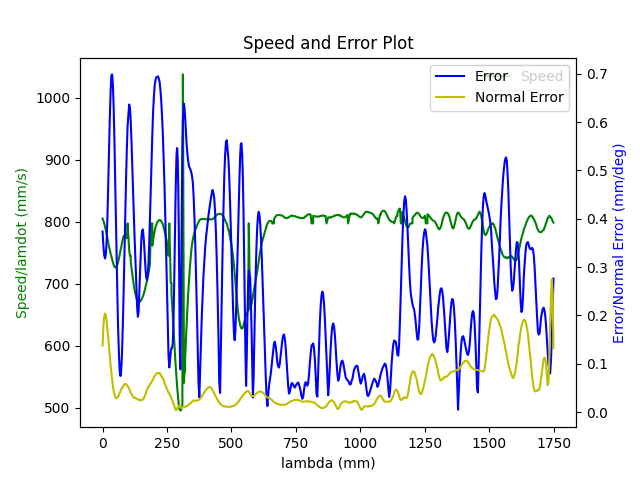 Speed and Error Plot
Error
Speed
Normal Error
1000
900
800
700
600
500
Speed/lamdot (mm/s)
0.7
0.6
0.5
0.4
0.3
0.2
0.1
0.0
Error/Normal Error (mm/deg)
0 250 500 750 1000 1250 1500 1750
lambda (mm)